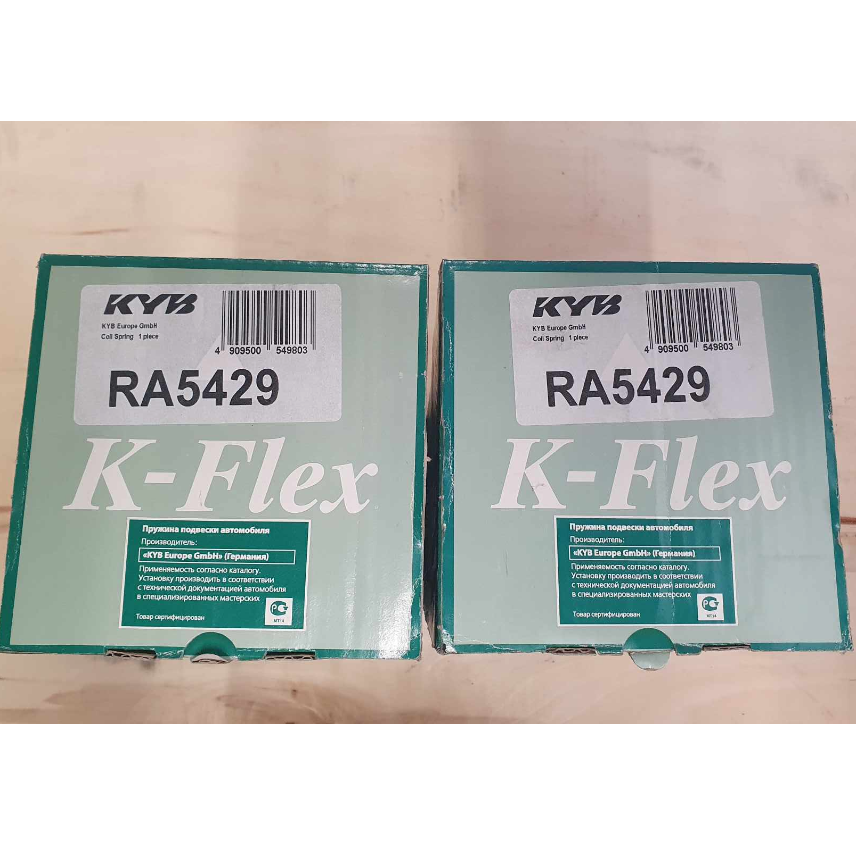 KYB
KYB Europe GmbH
Coil Spring 1 piece
4 909500 549803
RA5429
K-Flex
Пружина подвески автомобиля
Производитель:
«KYB Europe GmbH» (Германия)
Применяемость согласно каталогу.
Установку производить в соответствии
с технической документацией автомобиля
в специализированных мастерских
Товар сертифицирован
МТ14
KYB
KYB Europe GmbH
Coil Spring 1 piece
4 909500 549803
RA5429
K-Flex
Пружина подвески автомобиля
Производитель:
«KYB Europe GmbH» (Германия)
Применяемость согласно каталогу.
Установку производить в соответствии
с технической документацией автомобиля
в специализированных мастерских
Товар сертифицирован
МТ14